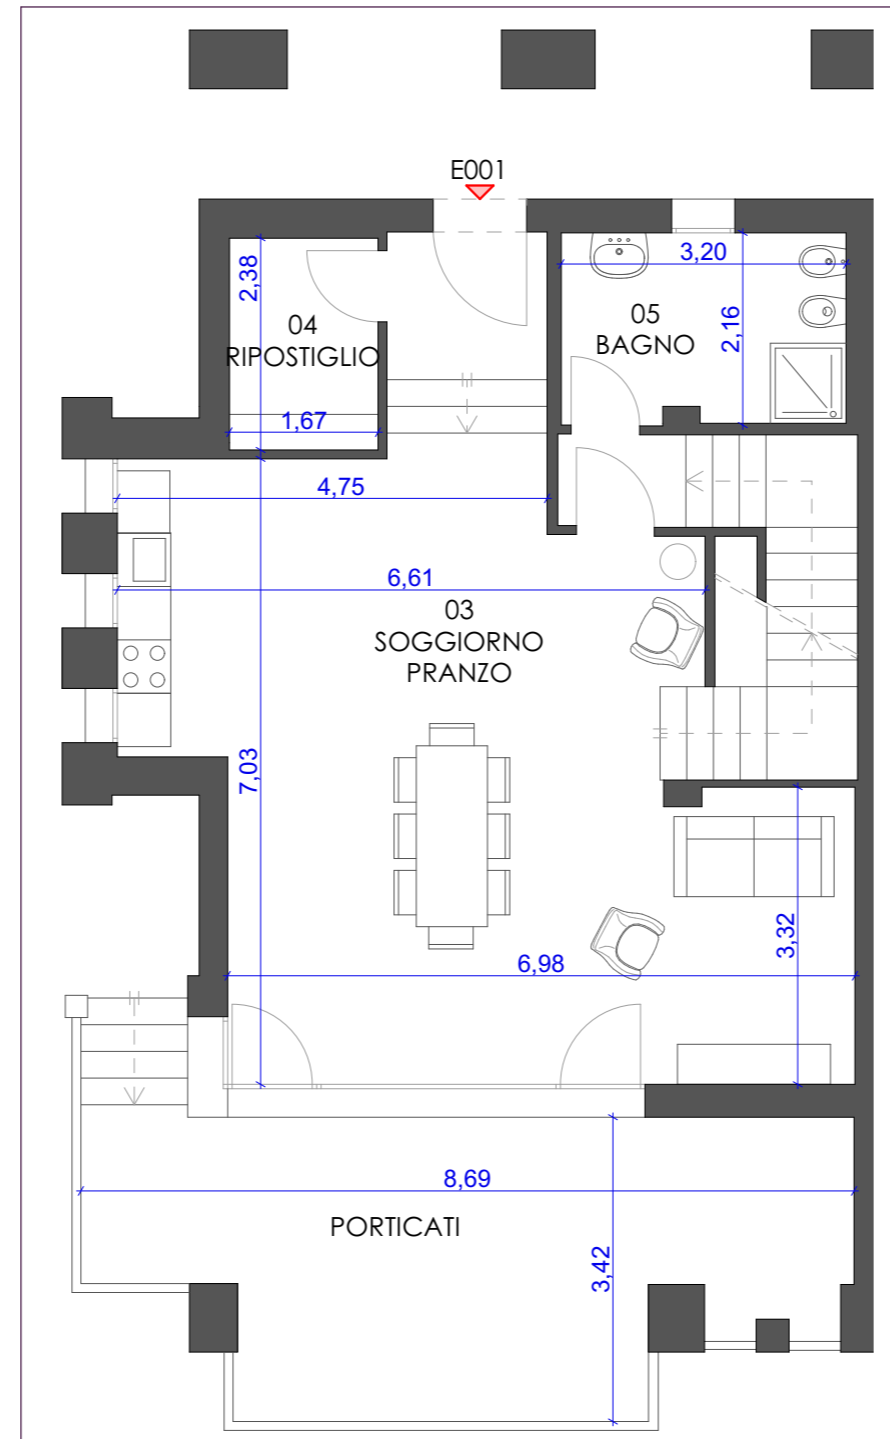 E001
2,38
3,20
04
RIPOSTIGLIO
05
BAGNO
2,16
1,67
4,75
6,61
03
SOGGIORNO
PRANZO
7,03
3,32
6,98
8,69
PORTICATI
3,42